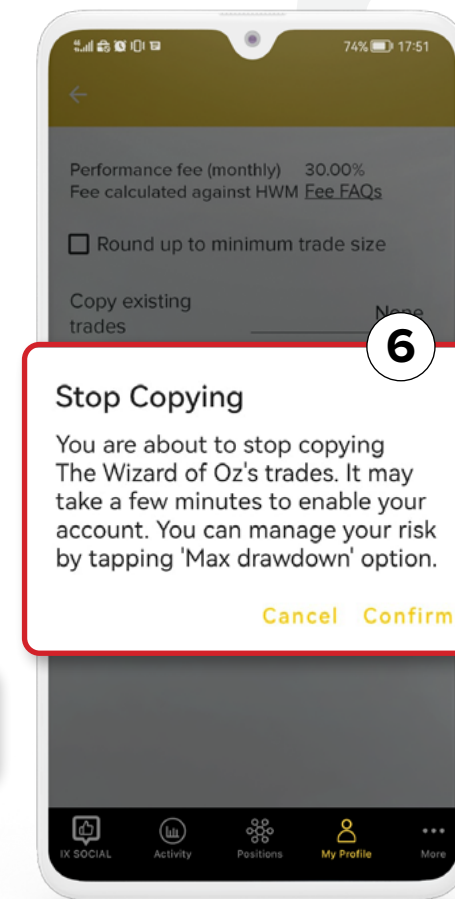 74% 17:51
Performance fee (monthly) 30.00%
Fee calculated against HWM Fee FAQs
Round up to minimum trade size
Copy existing None
trades
6
Stop Copying
You are about to stop copying
The Wizard of Oz's trades. It may
take a few minutes to enable your
account. You can manage your risk
by tapping 'Max drawdown' option.
Cancel Confirm
IX SOCIAL Activity Positions My Profile More